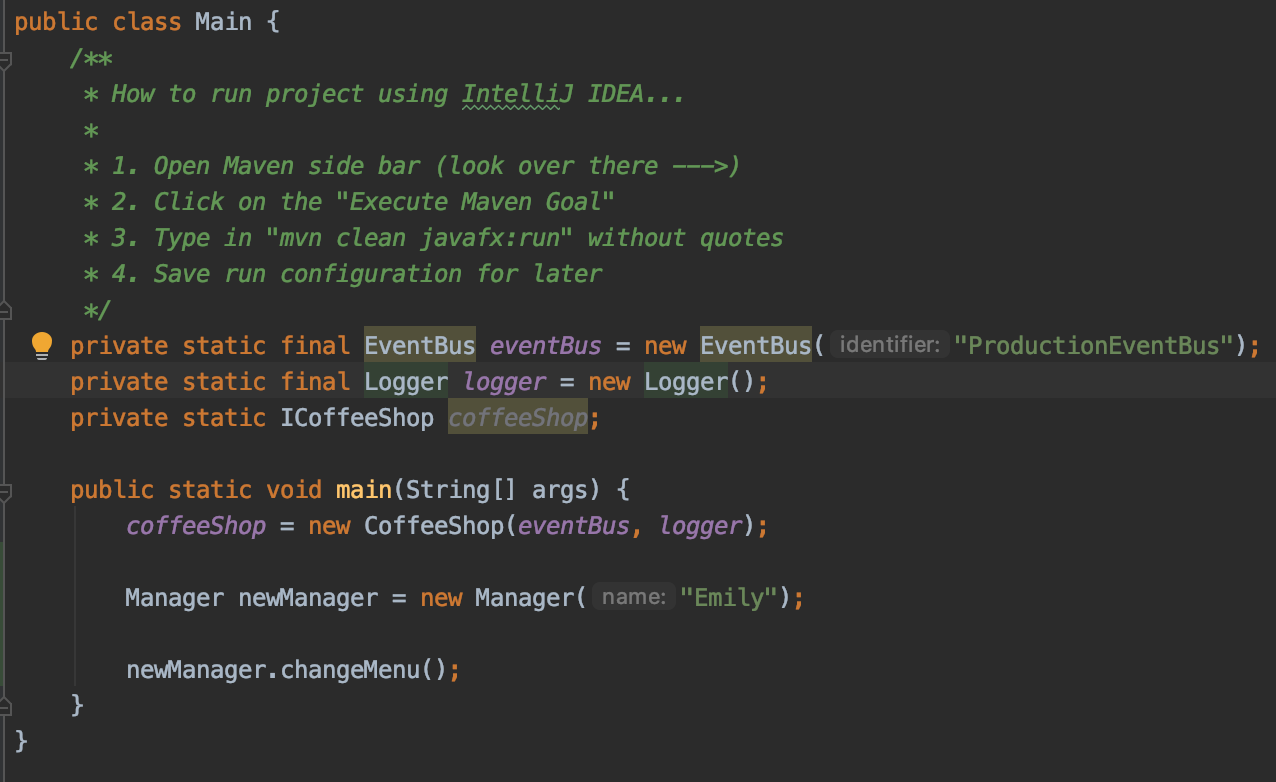 public class Main {
/**
* How to run project using IntelliJ IDEA...
*
* 1. Open Maven side bar (look over there --->)
* 2. Click on the "Execute Maven Goal"
* 3. Type in "mvn clean javafx:run" without quotes
* 4. Save run configuration for later
*/
private static final EventBus eventBus = new EventBus( identifier: "ProductionEventBus");
private static final Logger logger = new Logger();
private static ICoffeeShop coffeeShop;
public static void main(String[] args) {
coffeeShop = new CoffeeShop(eventBus, logger);
Manager newManager = new Manager( name: "Emily");
newManager.changeMenu();
}
}